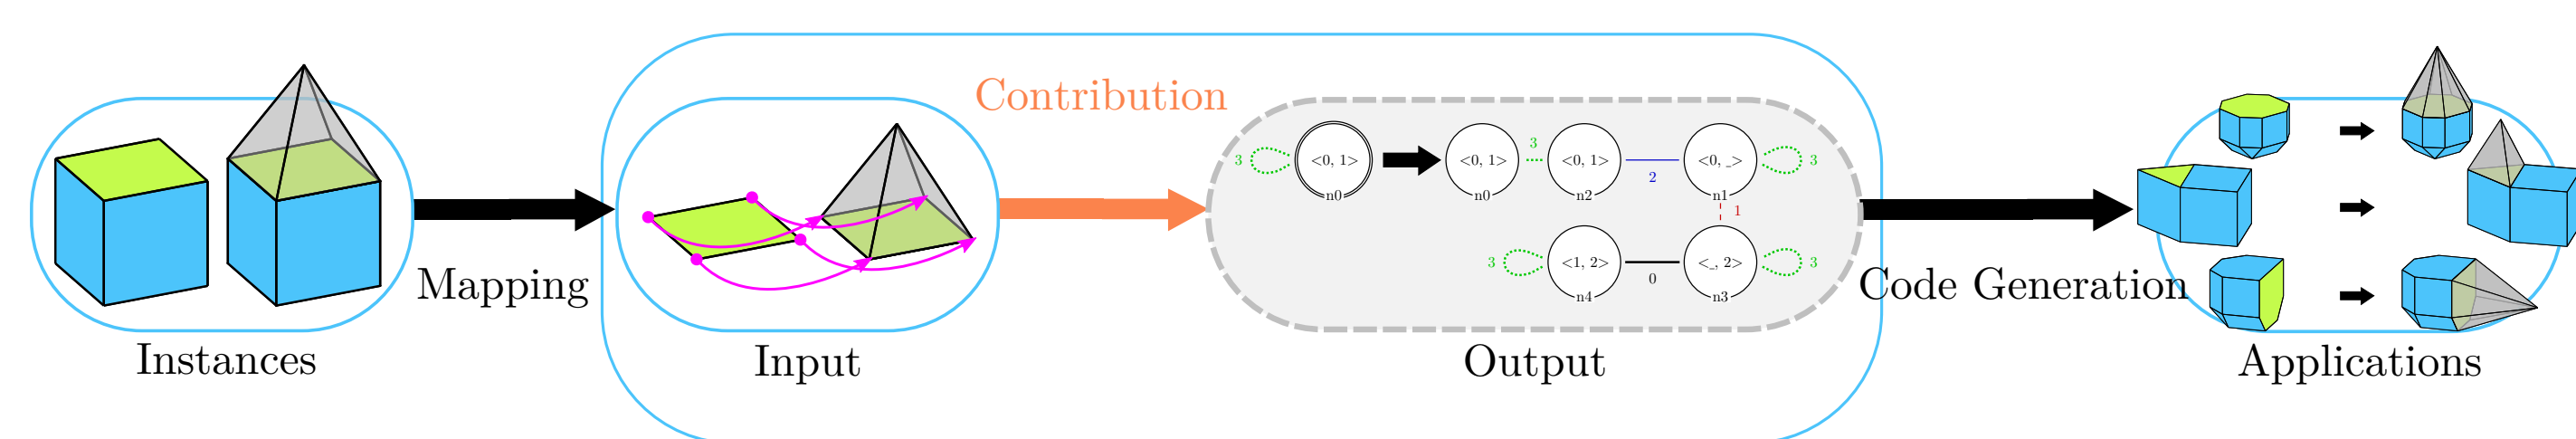 Contribution
3
<0, 1>
n0
<0, 1>
n0
3
<0, 1>
n2
2
<0, _>
n1
3
1
3
<1, 2>
n4
0
<_, 2>
n3
3
Mapping
Code Generation
Instances
Input
Output
Applications